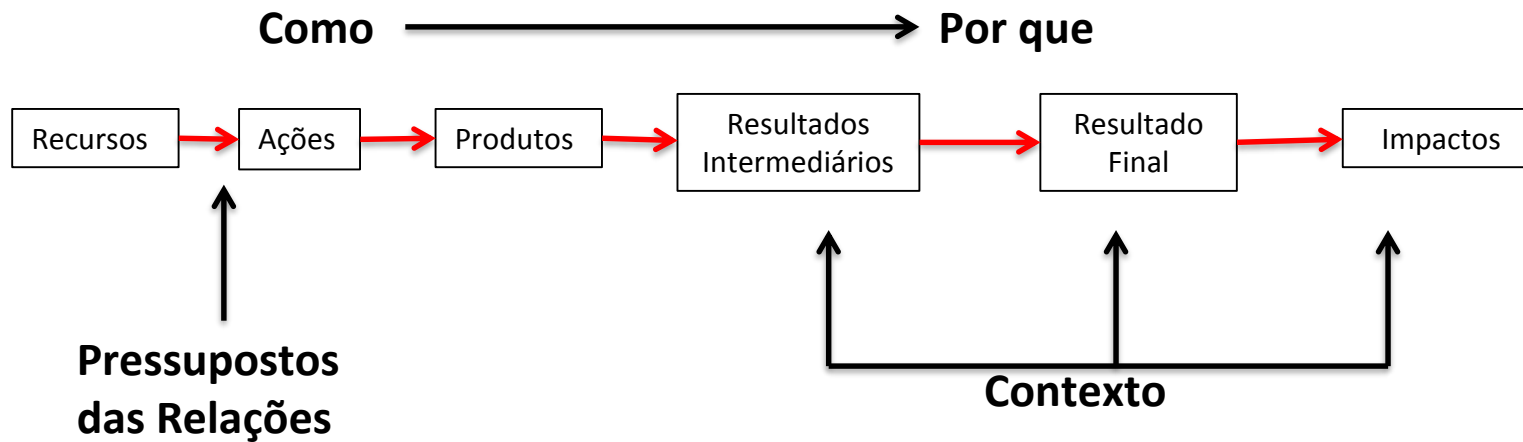 Como
Por que
Recursos
Ações
Produtos
Resultados
Intermediários
Resultado
Final
Impactos
Pressupostos
das Relações
Contexto